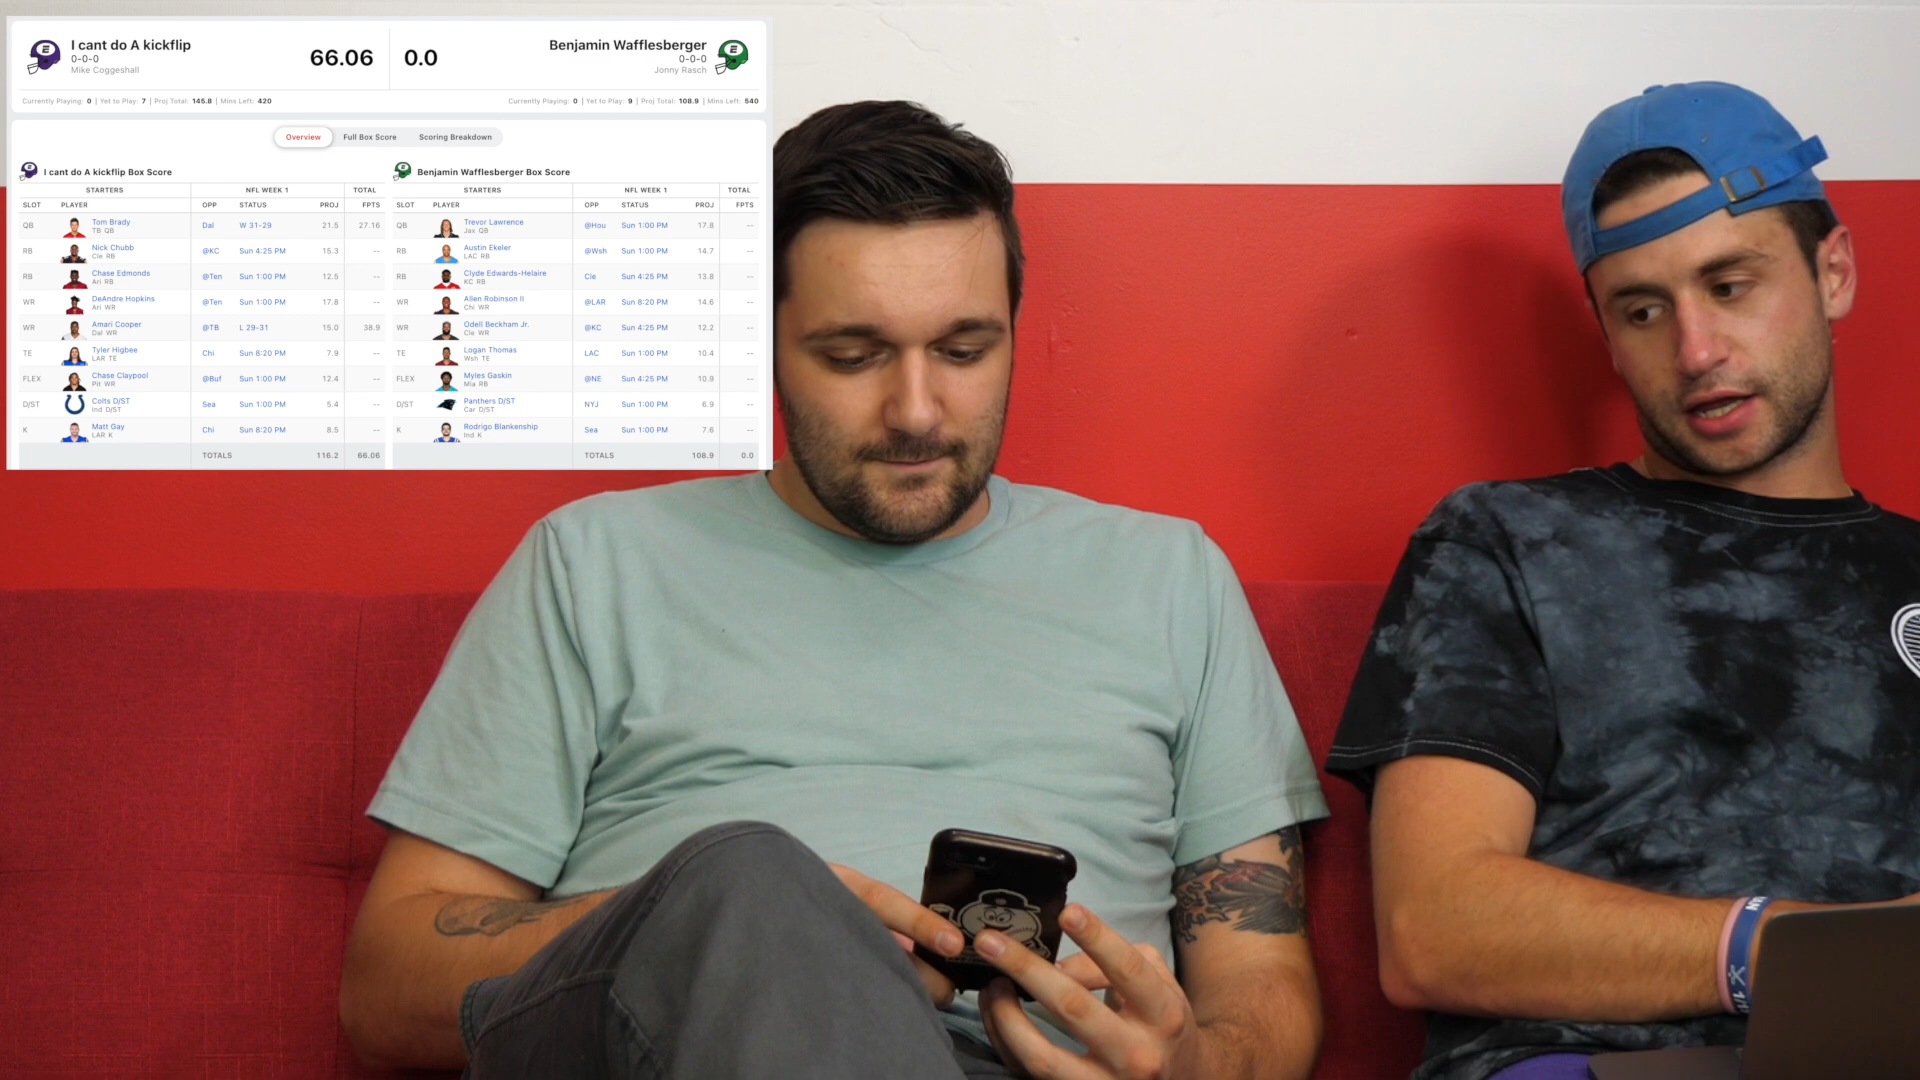 I cant do A kickflip
0-0-0
Mike Coggeshall
66.06
0.0
Benjamin Wafflesberger
0-0-0
Jonny Rasch
Currently Playing: 0 | Yet to Play: 7 | Proj Total: 145.8 | Mins Left: 420
Currently Playing: 0 | Yet to Play: 9 | Proj Total: 108.9 | Mins Left: 540
Overview Full Box Score Scoring Breakdown
I cant do A kickflip Box Score
STARTERS NFL WEEK 1 TOTAL
SLOT PLAYER OPP STATUS PROJ FPTS
QB Tom Brady Dal W 31-29 21.5 27.16
TB QB
RB Nick Chubb @KC Sun 4:25 PM 15.3 --
Cle RB
RB Chase Edmonds @Ten Sun 1:00 PM 12.5 --
Ari RB
WR DeAndre Hopkins @Ten Sun 1:00 PM 17.8 --
Ari WR
WR Amari Cooper @TB L 29-31 15.0 38.9
Dal WR
TE Tyler Higbee Chi Sun 8:20 PM 7.9 --
LAR TE
FLEX Chase Claypool @Buf Sun 1:00 PM 12.4 --
Pit WR
D/ST Colts D/ST Sea Sun 1:00 PM 5.4 --
Ind D/ST
K Matt Gay Chi Sun 8:20 PM 8.5 --
LAR K
TOTALS 116.2 66.06
Benjamin Wafflesberger Box Score
STARTERS NFL WEEK 1 TOTAL
SLOT PLAYER OPP STATUS PROJ FPTS
QB Trevor Lawrence @Hou Sun 1:00 PM 17.8 --
Jax QB
RB Austin Ekeler @Wsh Sun 1:00 PM 14.7 --
LAC RB
RB Clyde Edwards-Helaire Cle Sun 4:25 PM 13.8 --
KC RB
WR Allen Robinson II @LAR Sun 8:20 PM 14.6 --
Chi WR
WR Odell Beckham Jr. @KC Sun 4:25 PM 12.2 --
Cle WR
TE Logan Thomas LAC Sun 1:00 PM 10.4 --
Wsh TE
FLEX Myles Gaskin @NE Sun 4:25 PM 10.9 --
Mia RB
D/ST Panthers D/ST NYJ Sun 1:00 PM 6.9 --
Car D/ST
K Rodrigo Blankenship Sea Sun 1:00 PM 7.6 --
Ind K
TOTALS 108.9 0.0